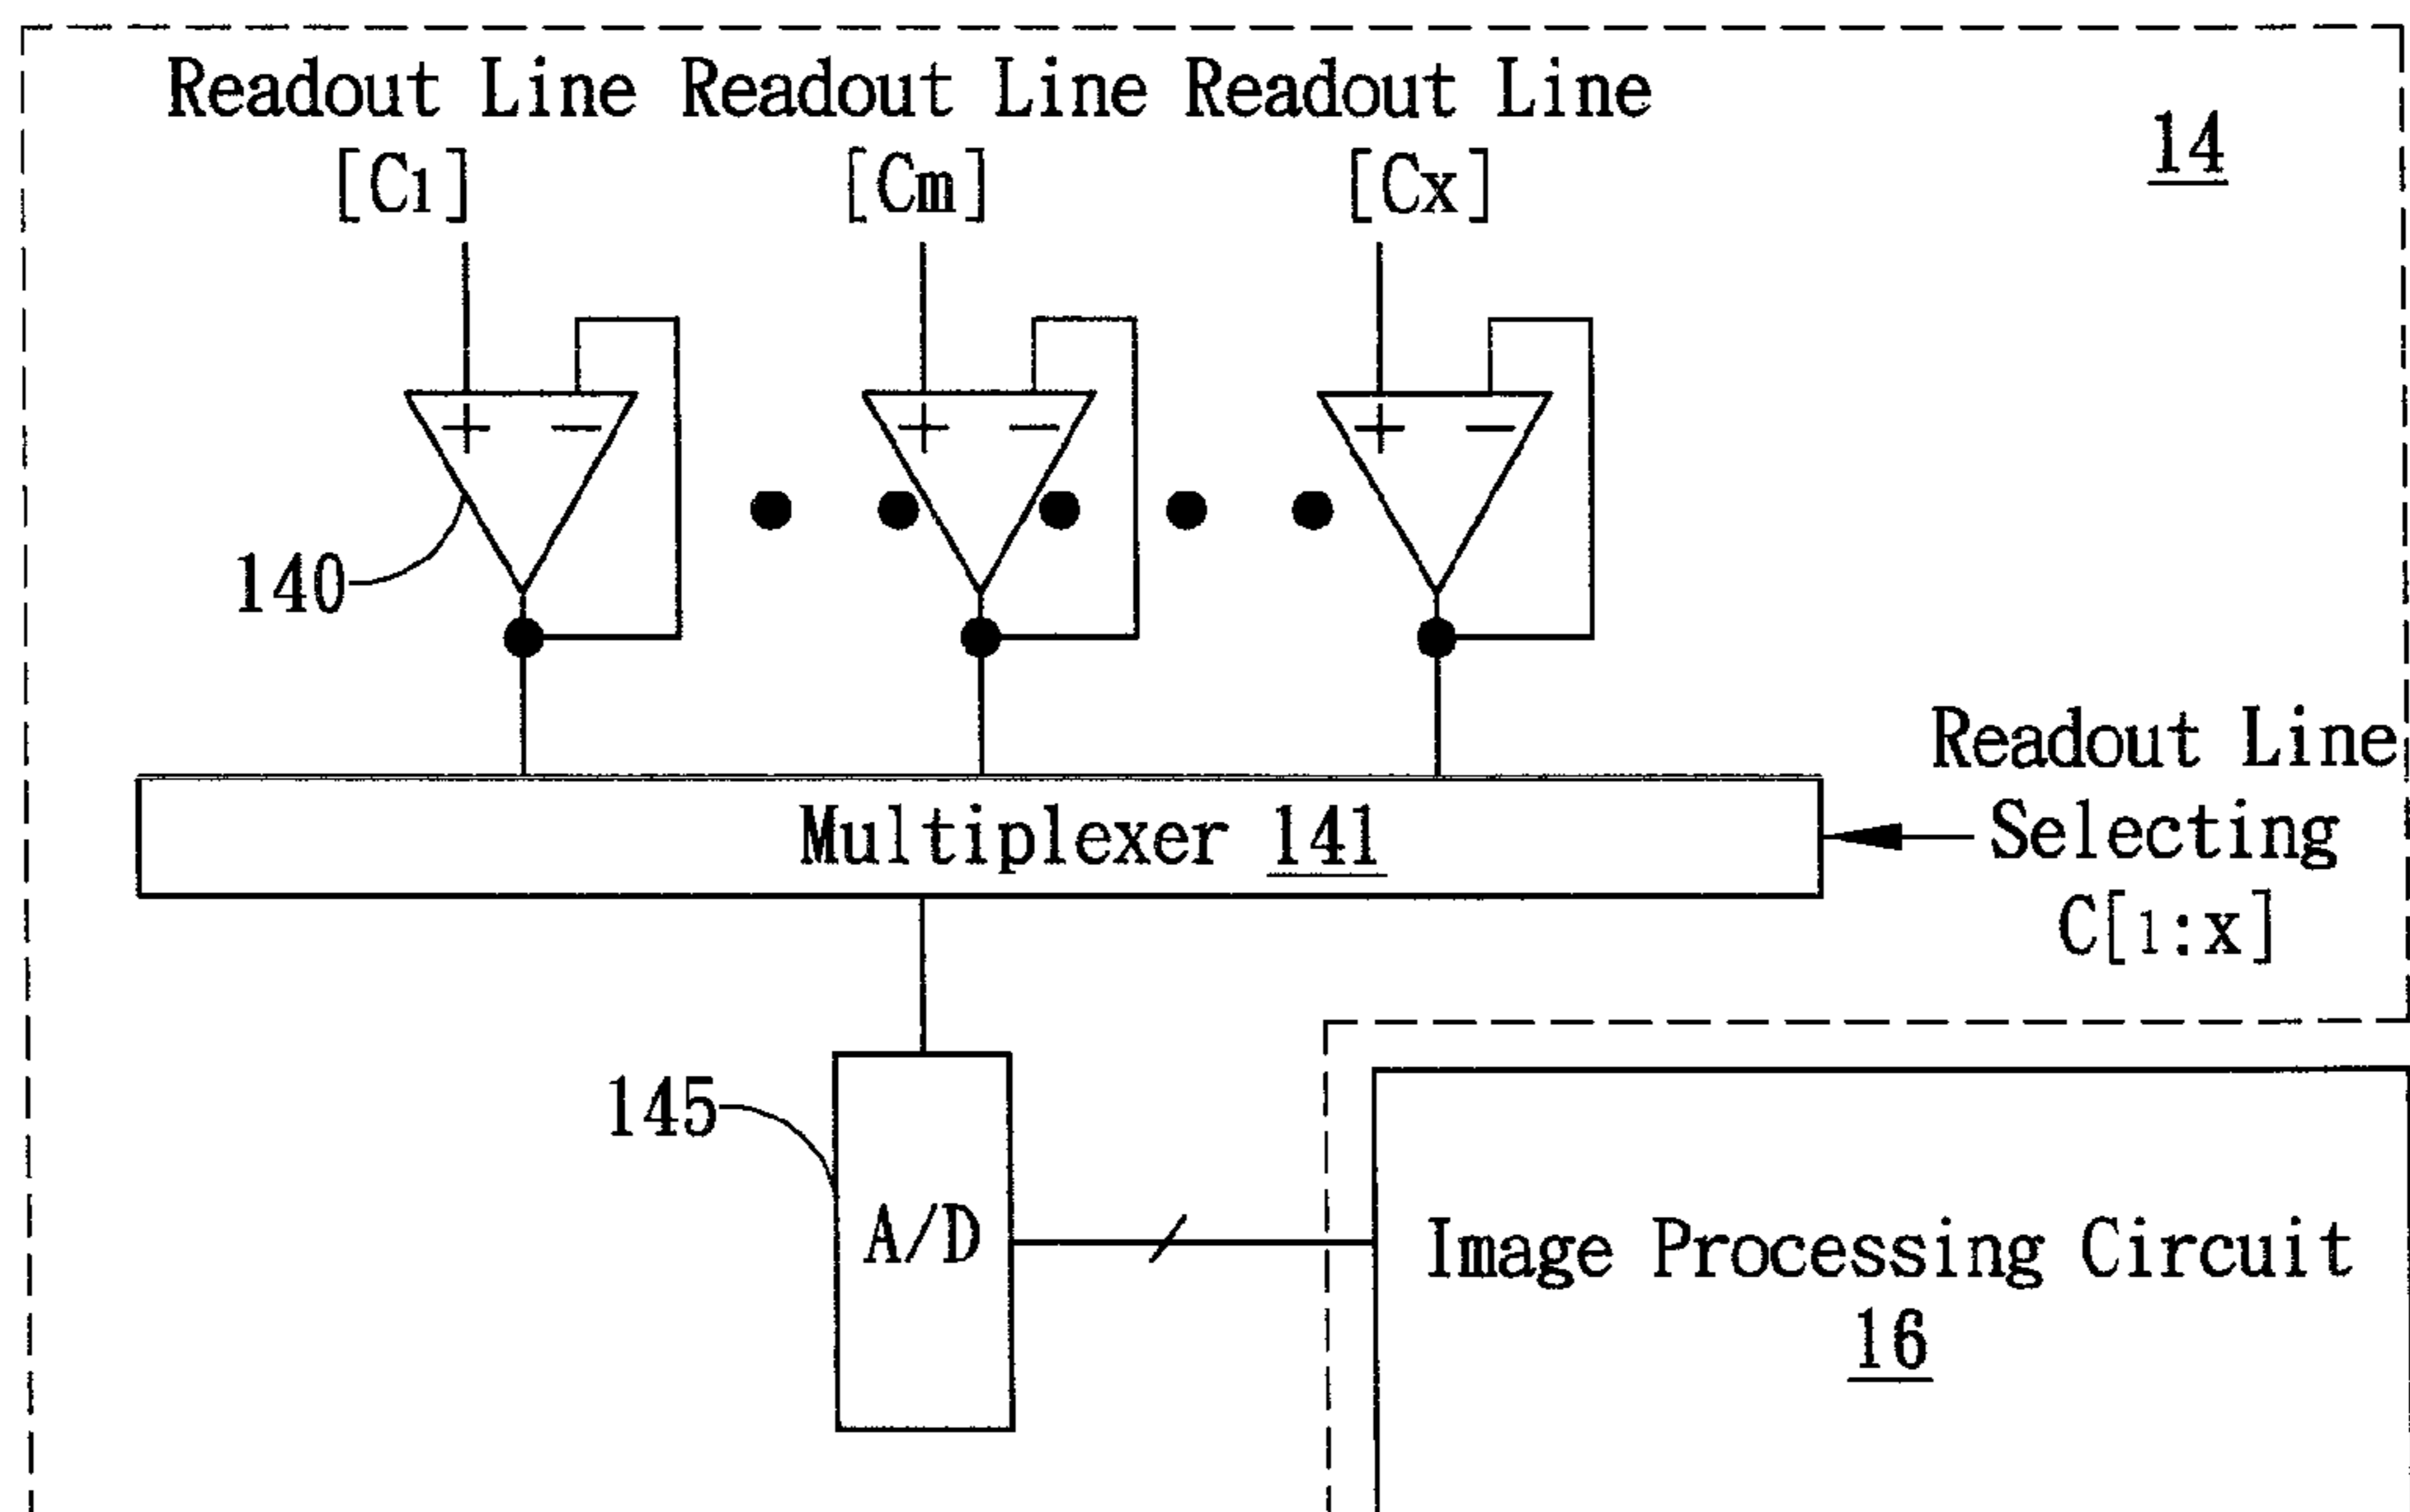 Readout Line Readout Line Readout Line
[C1] [Cm] [Cx]
14
+ − + − + −
140
Readout Line
Selecting
C[1:x]
Multiplexer 141
145
A/D
Image Processing Circuit
16